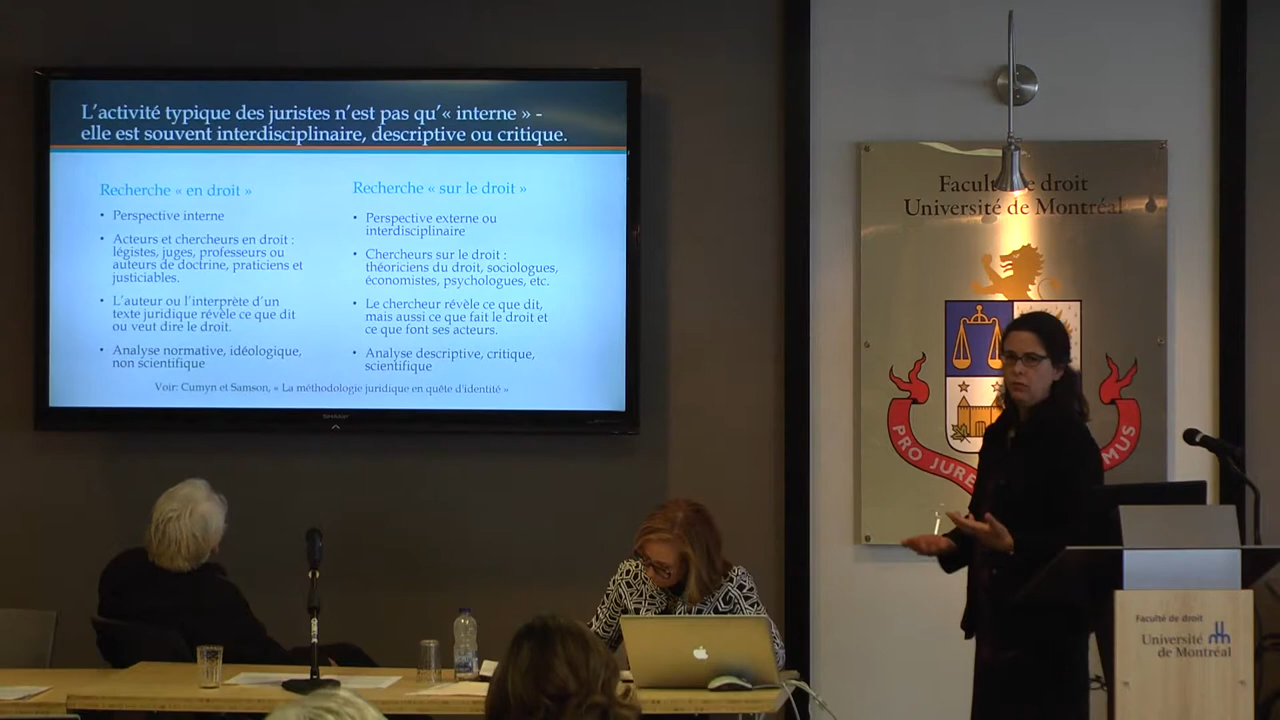 L'activité typique des juristes n'est pas qu'« interne » -
elle est souvent interdisciplinaire, descriptive ou critique.
Recherche « en droit »
• Perspective interne
• Acteurs et chercheurs en droit :
légistes, juges, professeurs ou
auteurs de doctrine, praticiens et
justiciables.
• L'auteur ou l'interprète d'un
texte juridique révèle ce que dit
ou veut dire le droit.
• Analyse normative, idéologique,
non scientifique
Recherche « sur le droit »
• Perspective externe ou
interdisciplinaire
• Chercheurs sur le droit :
théoriciens du droit, sociologues,
économistes, psychologues, etc.
• Le chercheur révèle ce que dit,
mais aussi ce que fait le droit et
ce que font ses acteurs.
• Analyse descriptive, critique,
scientifique
Voir: Cumyn et Samson, « La méthodologie juridique en quête d'identité »
Faculté de droit
Université de Montréal
PRO JURE
MUS
Faculté de droit
Université
de Montréal